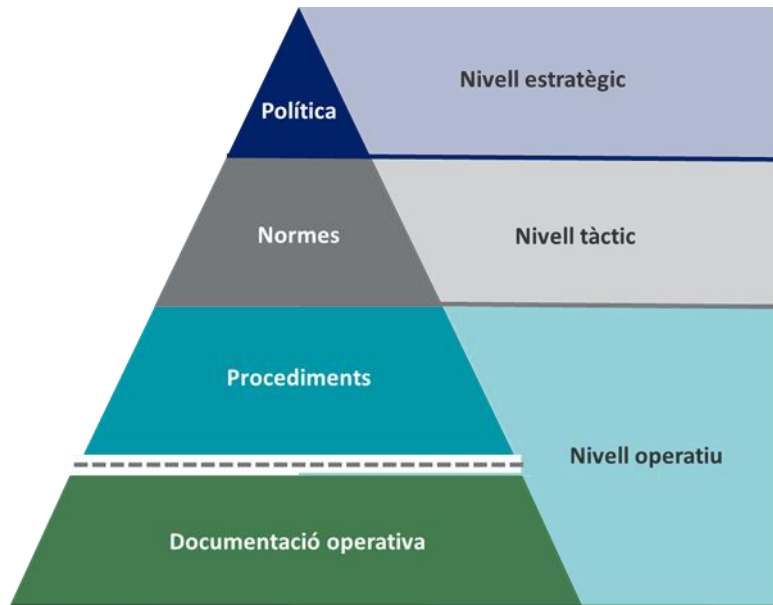 Nivell estratègic
Política
Normes
Nivell tàctic
Procediments
Nivell operatiu
Documentació operativa